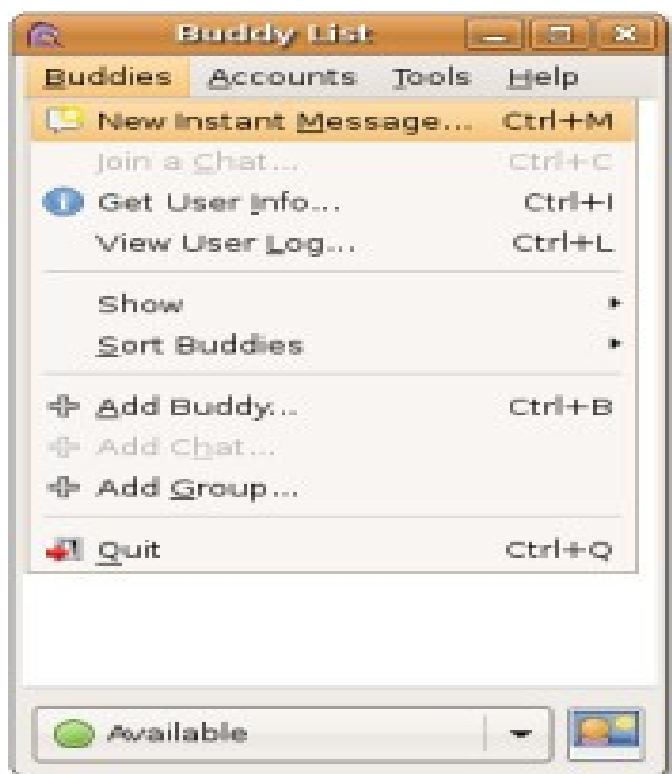 Buddy List
Buddies Accounts Tools Help
New Instant Message... Ctrl+M
Join a Chat... Ctrl+C
Get User Info... Ctrl+I
View User Log... Ctrl+L
Show
Sort Buddies
Add Buddy... Ctrl+B
Add Chat...
Add Group...
Quit Ctrl+Q
Available